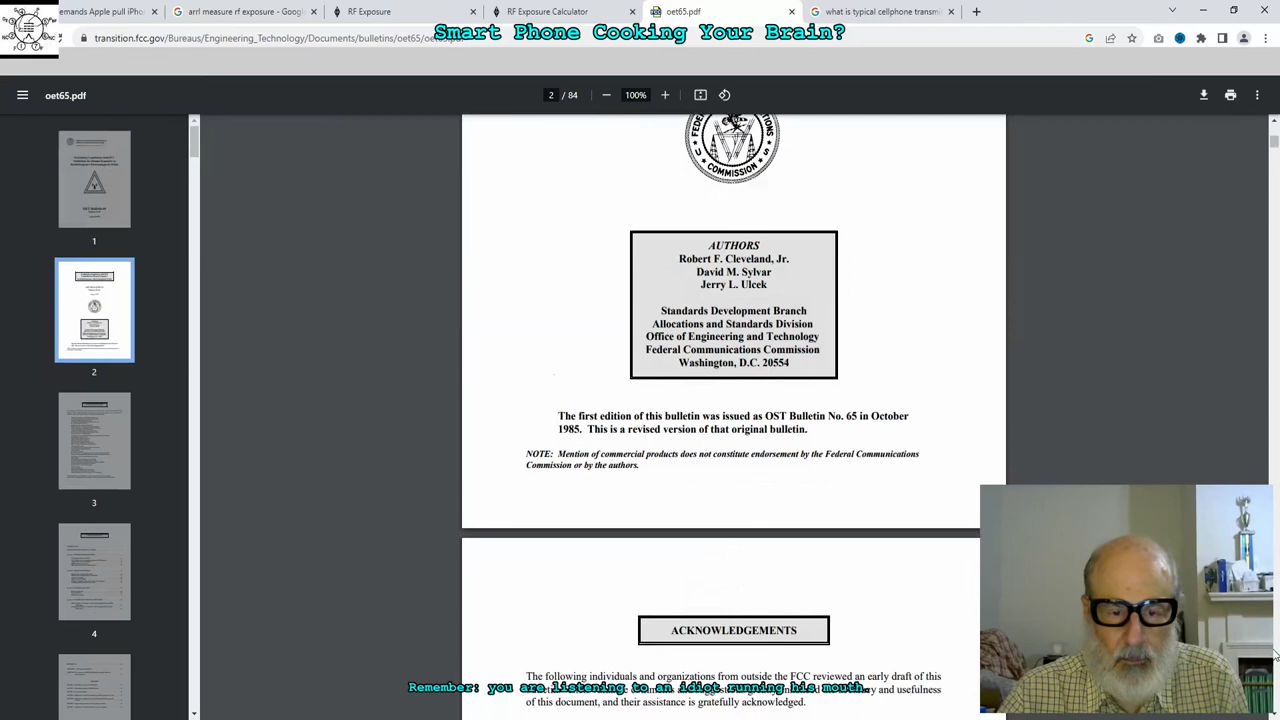 emands Apple pull iPho
arrl measure rf exposure - Google
RF Exposure
RF Exposure Calculator
oet65.pdf
what is typical cellphone transmi
Smart Phone Cooking Your Brain?
transition.fcc.gov/Bureaus/Engineering_Technology/Documents/bulletins/oet65/oet65.pdf
oet65.pdf
2 / 84
100%
COMMISSION
AUTHORS
Robert F. Cleveland, Jr.
David M. Sylvar
Jerry L. Ulcek
Standards Development Branch
Allocations and Standards Division
Office of Engineering and Technology
Federal Communications Commission
Washington, D.C. 20554
The first edition of this bulletin was issued as OST Bulletin No. 65 in October
1985. This is a revised version of that original bulletin.
NOTE: Mention of commercial products does not constitute endorsement by the Federal Communications
Commission or by the authors.
1
2
3
4
ACKNOWLEDGEMENTS
The following individuals and organizations from outside the FCC reviewed an early draft of this
Remember: you are listening to an idiot running his mouth.
and usefulness
of this document, and their assistance is gratefully acknowledged.